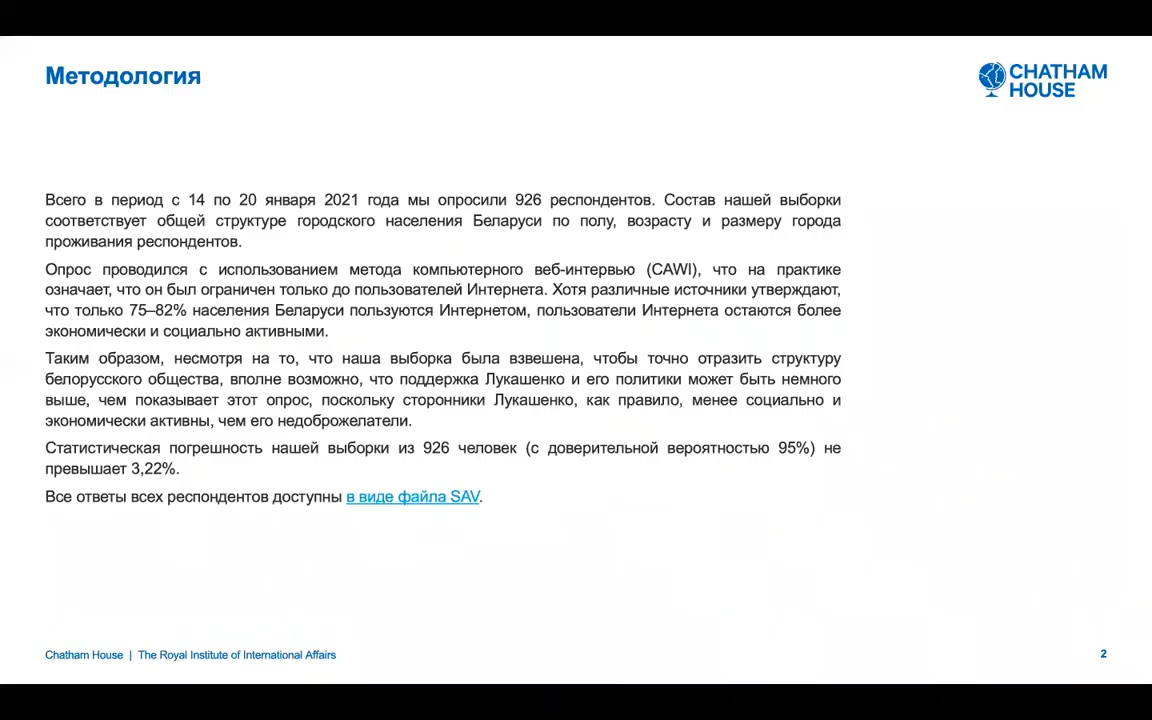 Методология
CHATHAM
HOUSE
Всего в период с 14 по 20 января 2021 года мы опросили 926 респондентов. Состав нашей выборки
соответствует общей структуре городского населения Беларуси по полу, возрасту и размеру города
проживания респондентов.
Опрос проводился с использованием метода компьютерного веб-интервью (CAWI), что на практике
означает, что он был ограничен только до пользователей Интернета. Хотя различные источники утверждают,
что только 75–82% населения Беларуси пользуются Интернетом, пользователи Интернета остаются более
экономически и социально активными.
Таким образом, несмотря на то, что наша выборка была взвешена, чтобы точно отразить структуру
белорусского общества, вполне возможно, что поддержка Лукашенко и его политики может быть немного
выше, чем показывает этот опрос, поскольку сторонники Лукашенко, как правило, менее социально и
экономически активны, чем его недоброжелатели.
Статистическая погрешность нашей выборки из 926 человек (с доверительной вероятностью 95%) не
превышает 3,22%.
Все ответы всех респондентов доступны в виде файла SAV.
Chatham House | The Royal Institute of International Affairs
2